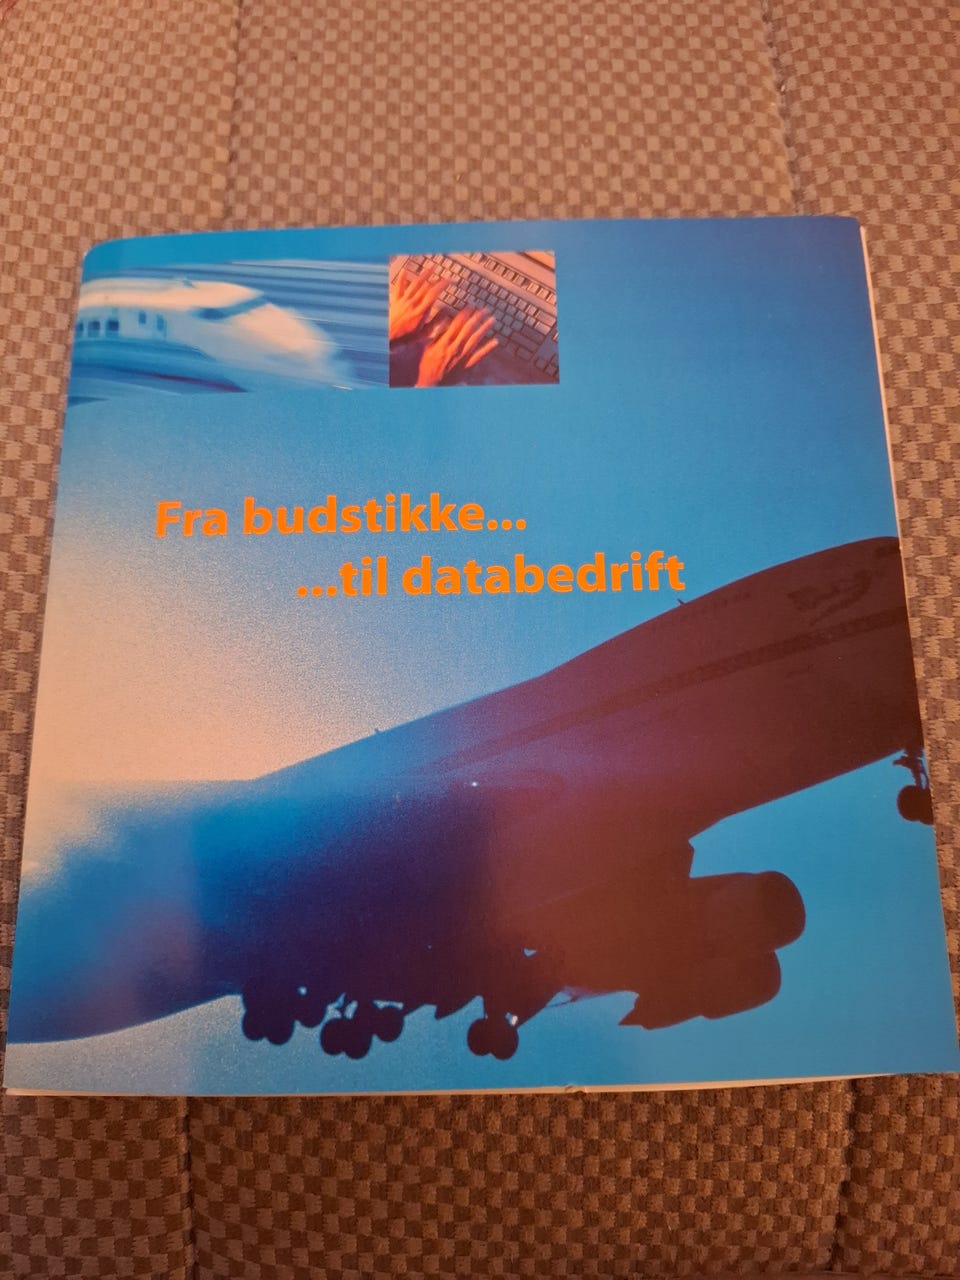 Fra budstikke...
...til databedrift